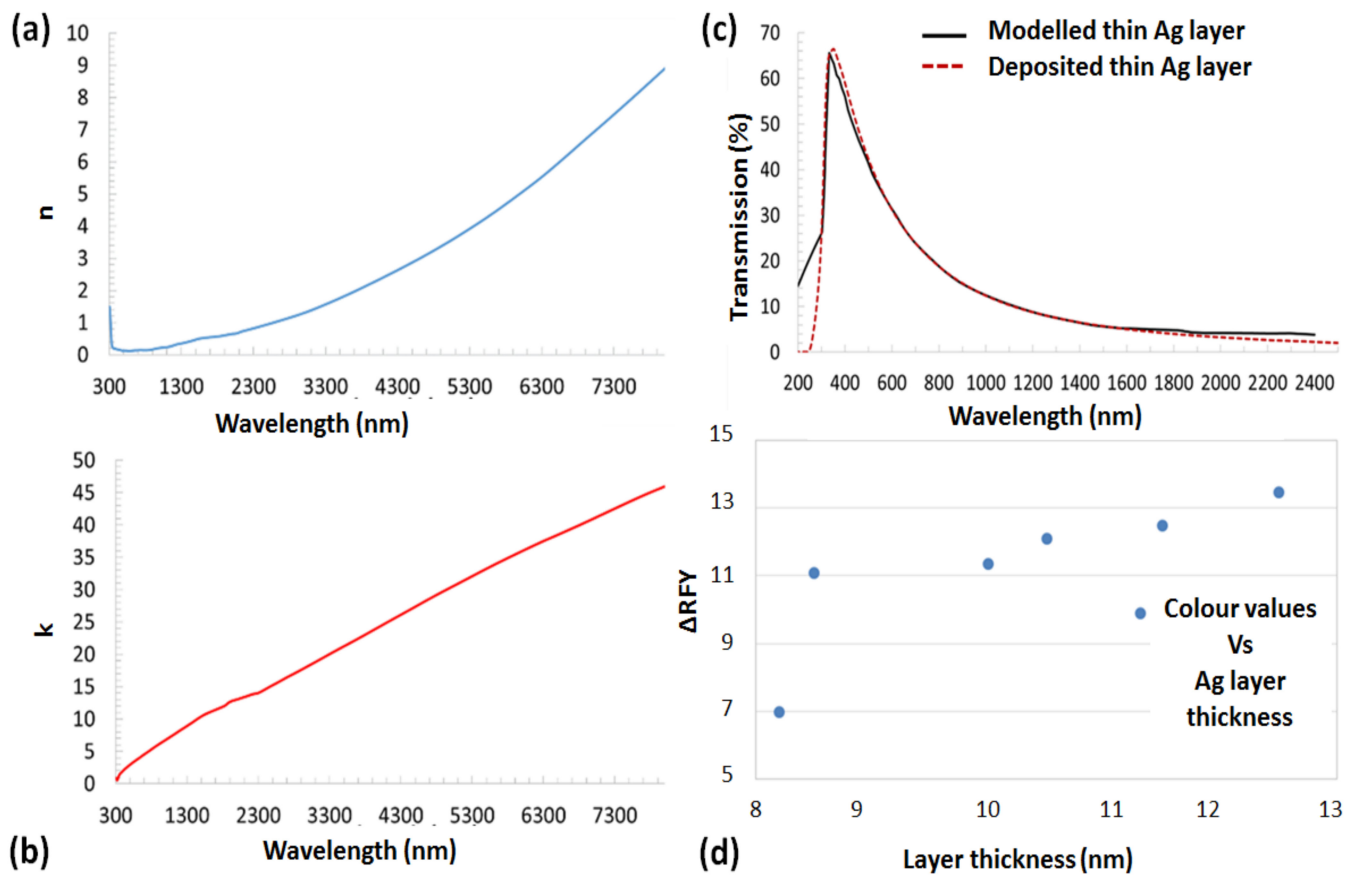 (a)
10
9
8
7
6
5
4
3
2
1
0
n
300 1300 2300 3300 4300 5300 6300 7300
Wavelength (nm)
(c)
Modelled thin Ag layer
Deposited thin Ag layer
70
60
50
40
30
20
10
0
Transmission (%)
200 400 600 800 1000 1200 1400 1600 1800 2000 2200 2400
Wavelength (nm)
50
45
40
35
30
25
20
15
10
5
0
k
300 1300 2300 3300 4300 5300 6300 7300
Wavelength (nm)
(b)
15
13
11
9
7
5
ΔRFY
Colour values
Vs
Ag layer
thickness
8 9 10 11 12 13
Layer thickness (nm)
(d)